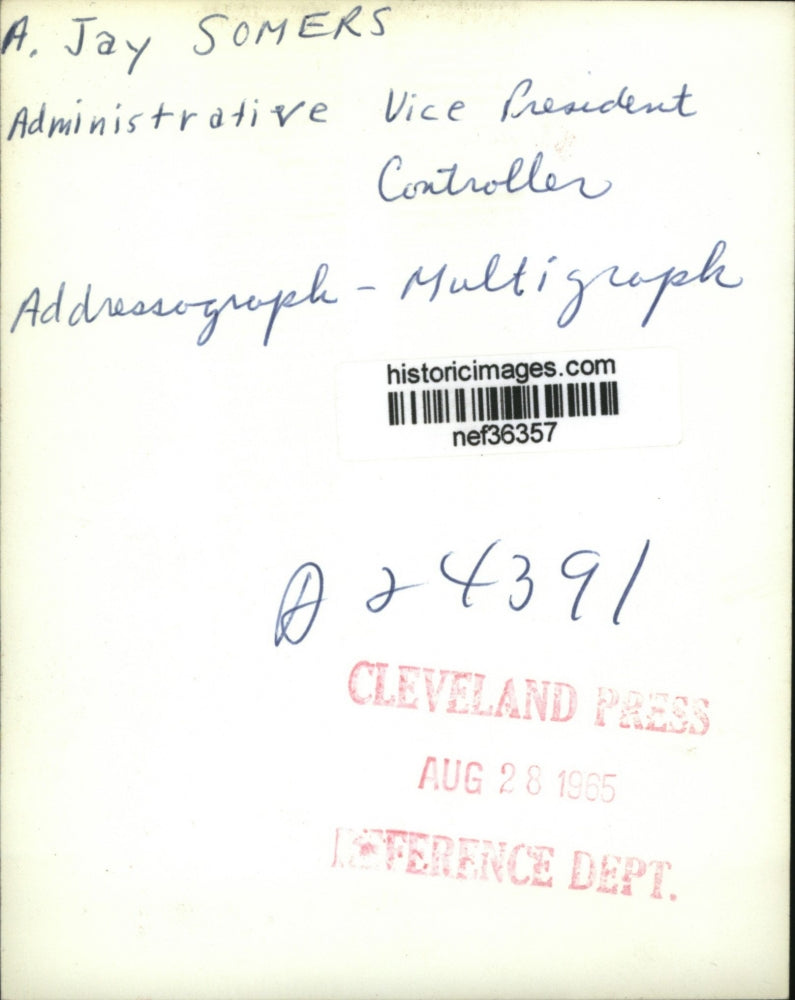 A. Jay SOMERS
Administrative Vice President
Controller
Addressograph - Multigraph
historicimages.com
nef36357
A 24391
CLEVELAND PRESS
AUG 28 1965
REFERENCE DEPT.